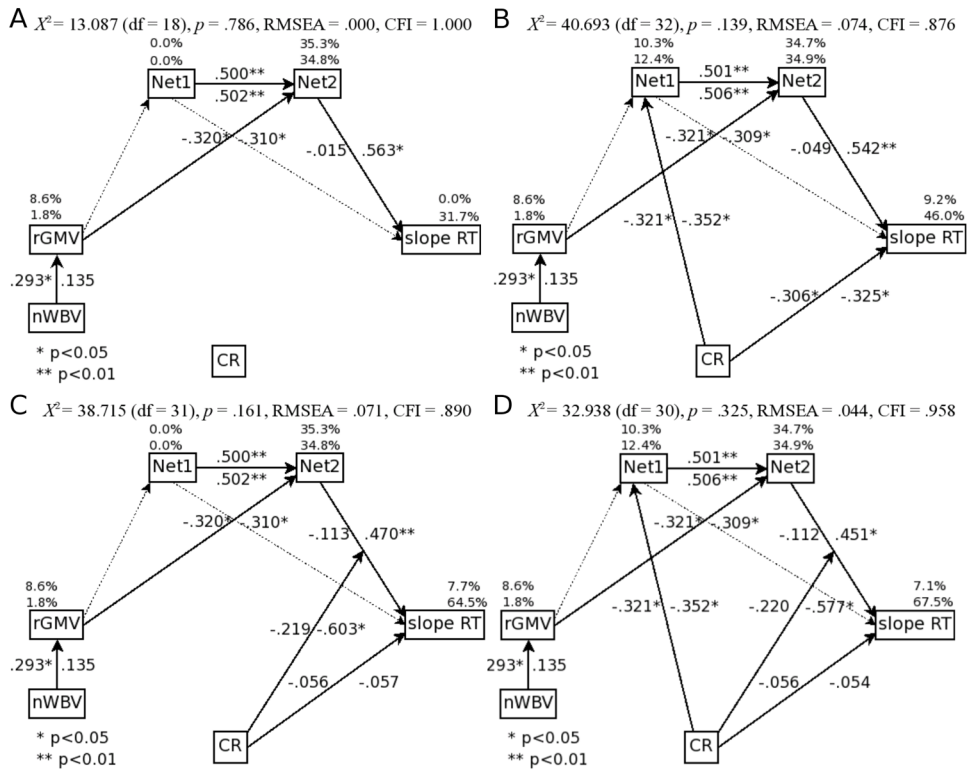 A
X² = 13.087 (df = 18), p = .786, RMSEA = .000, CFI = 1.000
0.0%
0.0%
Net1
35.3%
34.8%
Net2
.500**
.502**
-.320*
-.310*
-.015
.563*
8.6%
1.8%
rGMV
0.0%
31.7%
slope RT
.293*
.135
nWBV
* p<0.05
** p<0.01
CR
B
X² = 40.693 (df = 32), p = .139, RMSEA = .074, CFI = .876
10.3%
12.4%
Net1
34.7%
34.9%
Net2
.501**
.506**
-.321*
-.309*
-.049
.542**
8.6%
1.8%
rGMV
9.2%
46.0%
slope RT
-.321*
-.352*
.293*
.135
-.306*
-.325*
nWBV
* p<0.05
** p<0.01
CR
C
X² = 38.715 (df = 31), p = .161, RMSEA = .071, CFI = .890
0.0%
0.0%
Net1
35.3%
34.8%
Net2
.500**
.502**
-.320*
-.310*
-.113
.470**
8.6%
1.8%
rGMV
7.7%
64.5%
slope RT
-.219
-.603*
.293*
.135
-.056
-.057
nWBV
* p<0.05
** p<0.01
CR
D
X² = 32.938 (df = 30), p = .325, RMSEA = .044, CFI = .958
10.3%
12.4%
Net1
34.7%
34.9%
Net2
.501**
.506**
-.321*
-.309*
-.112
.451*
8.6%
1.8%
rGMV
7.1%
67.5%
slope RT
-.321*
-.352*
-.220
-.577*
293*
.135
-.056
-.054
nWBV
* p<0.05
** p<0.01
CR